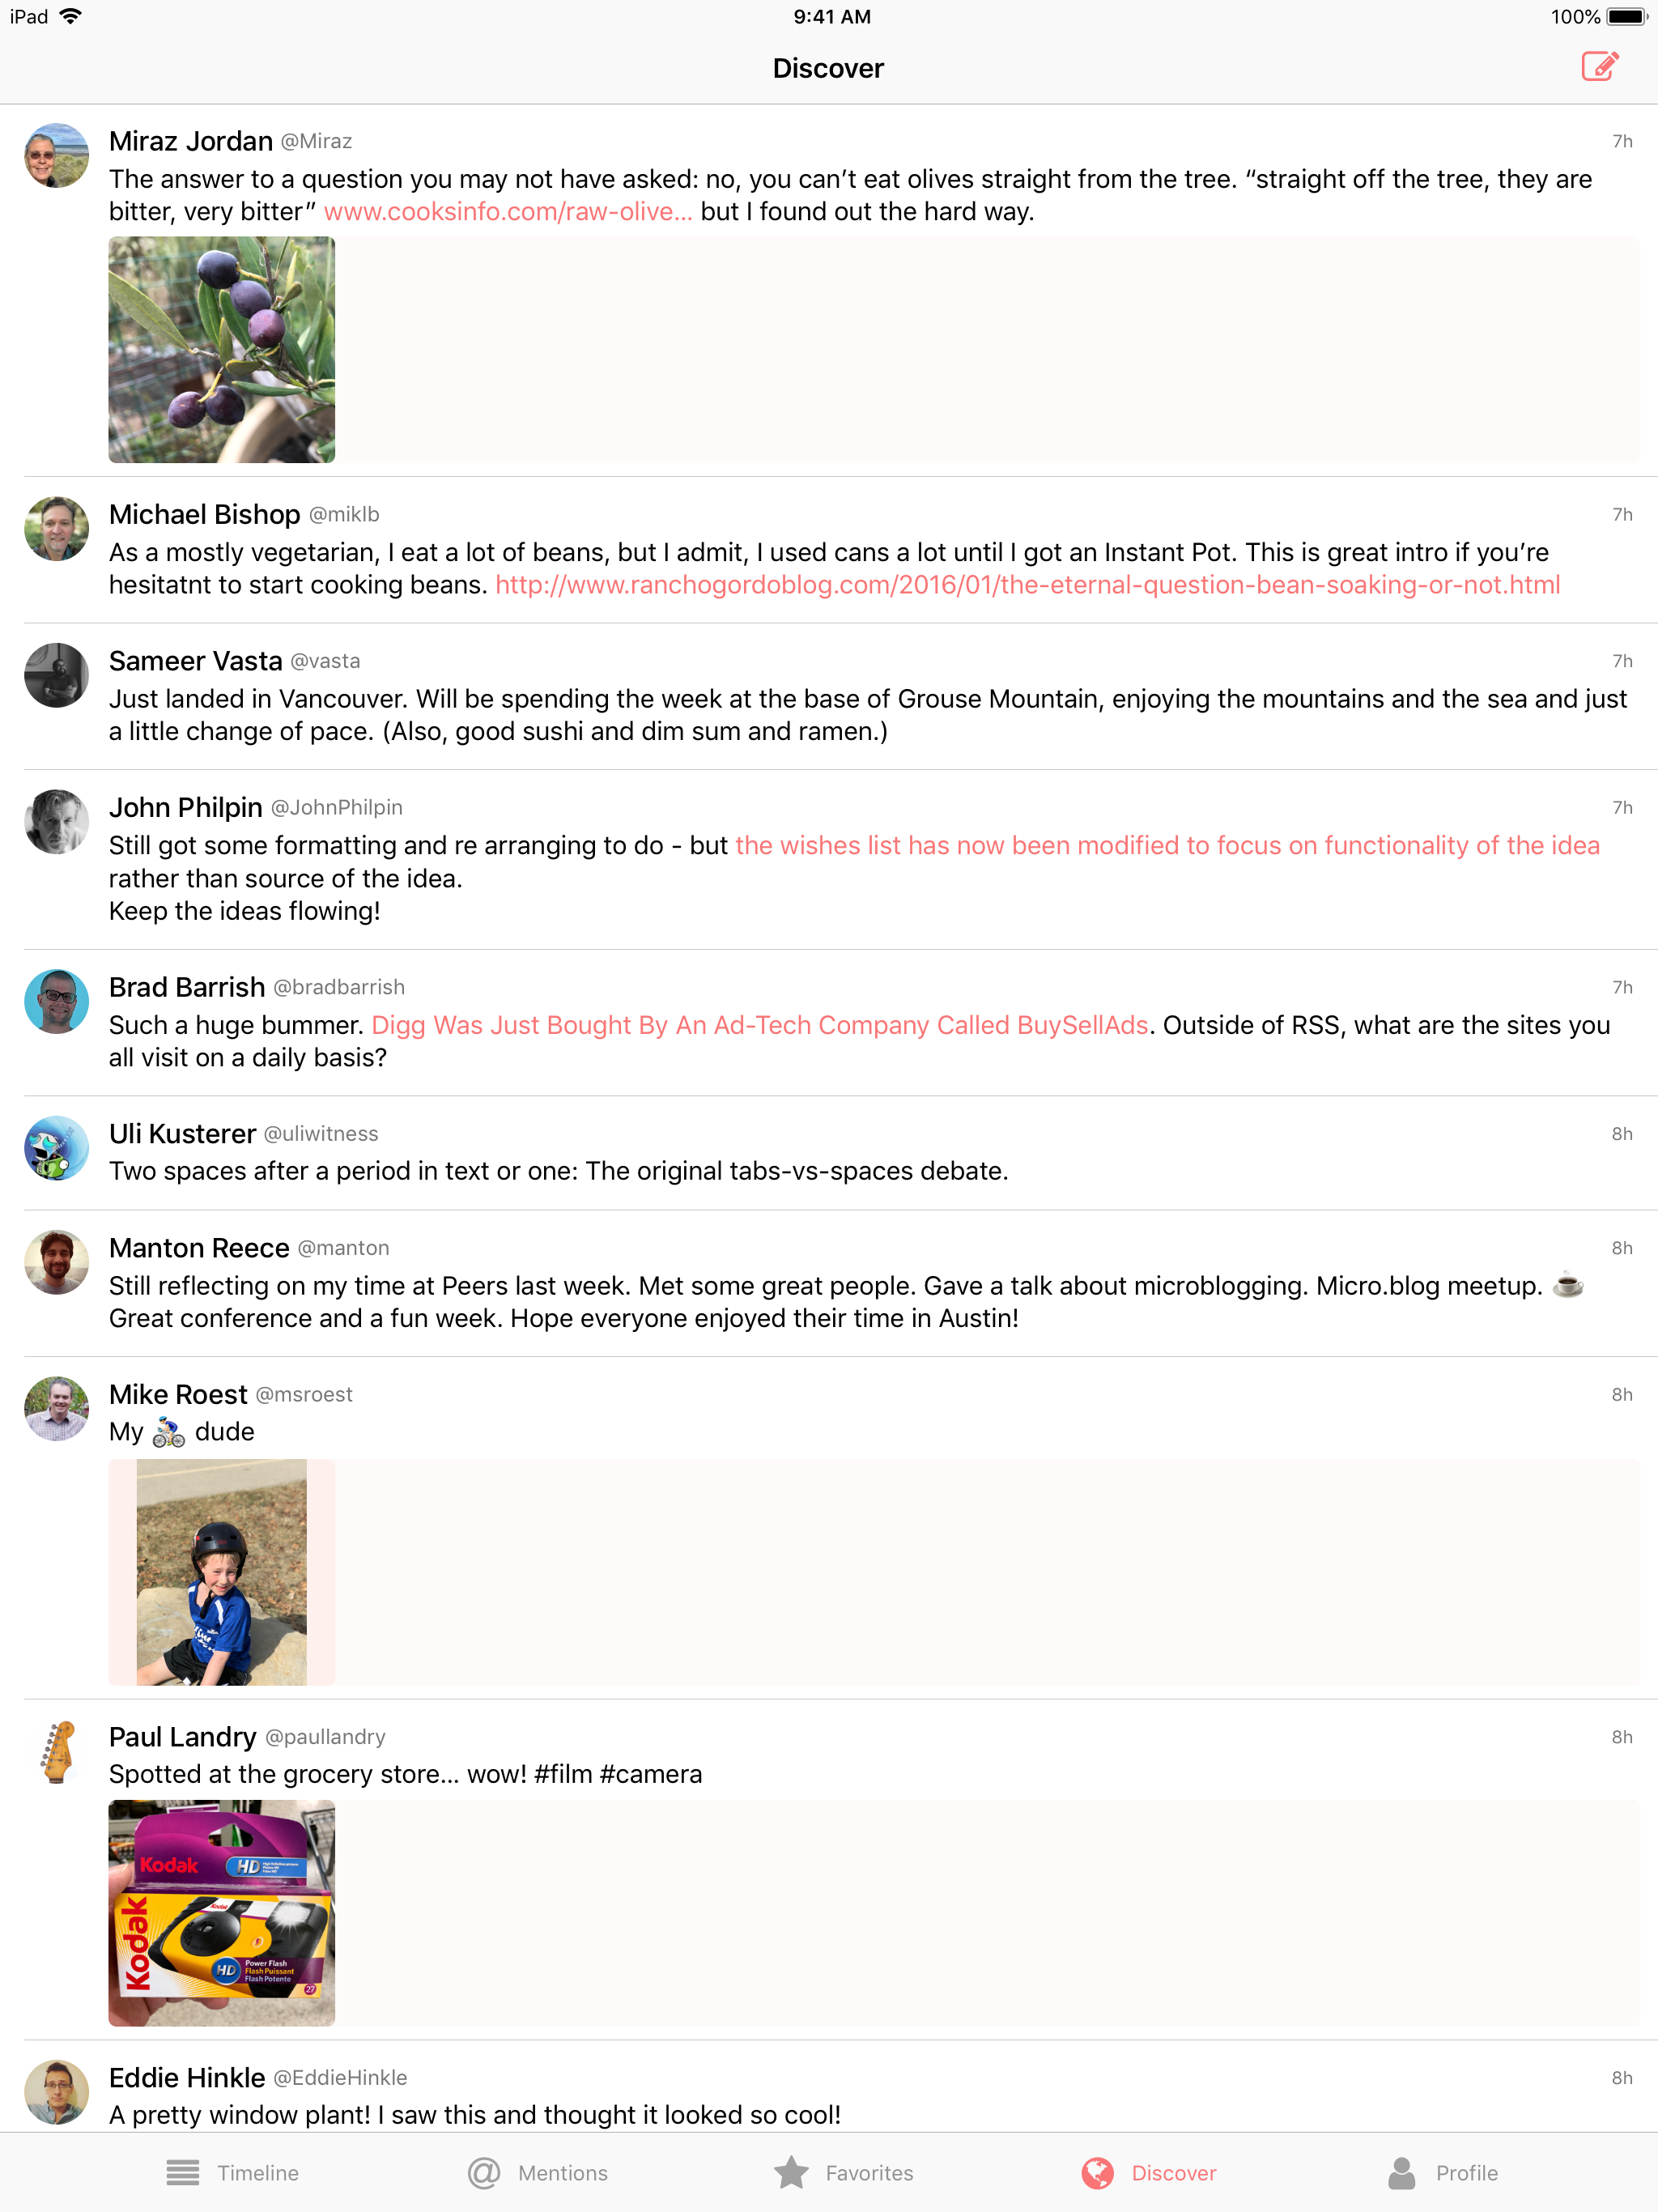 iPad 9:41 AM 100%
Discover
Miraz Jordan @Miraz 7h
The answer to a question you may not have asked: no, you can’t eat olives straight from the tree. “straight off the tree, they are
bitter, very bitter” www.cooksinfo.com/raw-olive... but I found out the hard way.
Michael Bishop @miklb 7h
As a mostly vegetarian, I eat a lot of beans, but I admit, I used cans a lot until I got an Instant Pot. This is great intro if you’re
hesitatnt to start cooking beans. http://www.ranchogordoblog.com/2016/01/the-eternal-question-bean-soaking-or-not.html
Sameer Vasta @vasta 7h
Just landed in Vancouver. Will be spending the week at the base of Grouse Mountain, enjoying the mountains and the sea and just
a little change of pace. (Also, good sushi and dim sum and ramen.)
John Philpin @JohnPhilpin 7h
Still got some formatting and re arranging to do - but the wishes list has now been modified to focus on functionality of the idea
rather than source of the idea.
Keep the ideas flowing!
Brad Barrish @bradbarrish 7h
Such a huge bummer. Digg Was Just Bought By An Ad-Tech Company Called BuySellAds. Outside of RSS, what are the sites you
all visit on a daily basis?
Uli Kusterer @uliwitness 8h
Two spaces after a period in text or one: The original tabs-vs-spaces debate.
Manton Reece @manton 8h
Still reflecting on my time at Peers last week. Met some great people. Gave a talk about microblogging. Micro.blog meetup. ☕
Great conference and a fun week. Hope everyone enjoyed their time in Austin!
Mike Roest @msroest 8h
My 🚴 dude
Paul Landry @paullandry 8h
Spotted at the grocery store... wow! #film #camera
Kodak HD
Kodak
Kodak
HD Power Flash
Flash Puissant
Flash Potente
27
Eddie Hinkle @EddieHinkle 8h
A pretty window plant! I saw this and thought it looked so cool!
Timeline Mentions Favorites Discover Profile